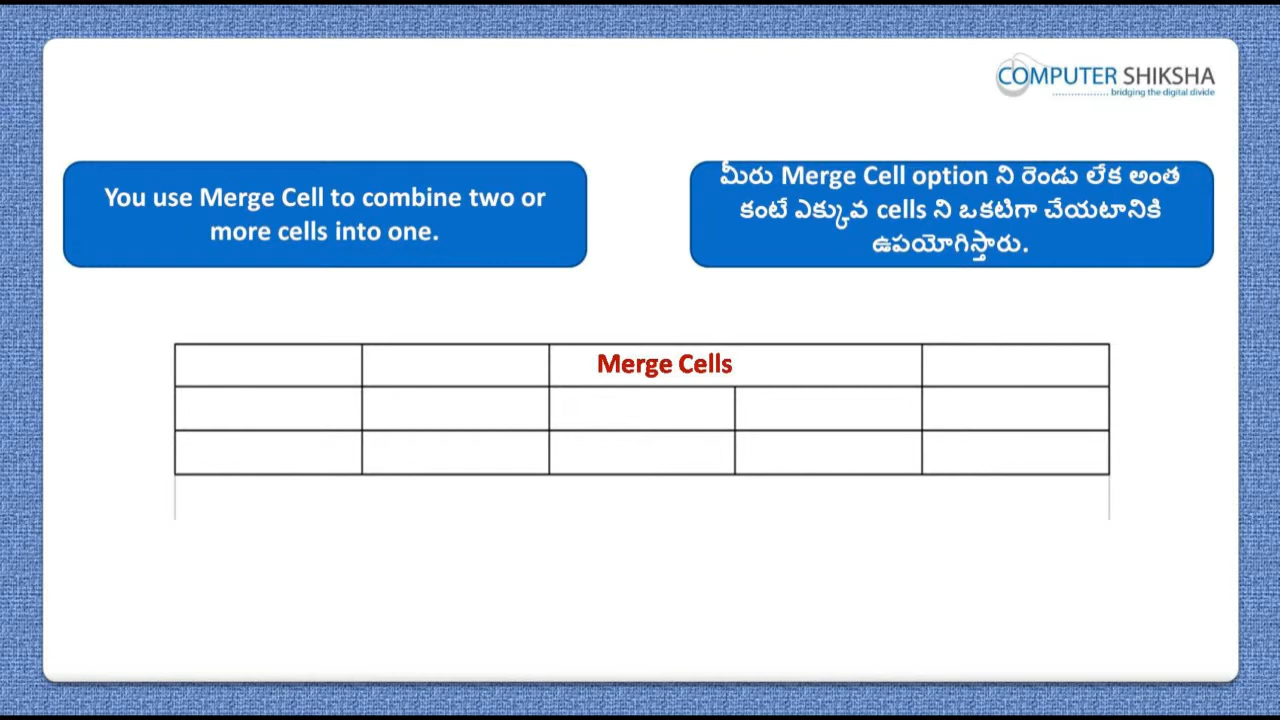 COMPUTER SHIKSHA
bridging the digital divide
You use Merge Cell to combine two or
more cells into one.
మీరు Merge Cell option ని రెండు లేక అంత
కంటే ఎక్కువ cells ని ఒకటిగా చేయటానికి
ఉపయోగిస్తారు.
Merge Cells